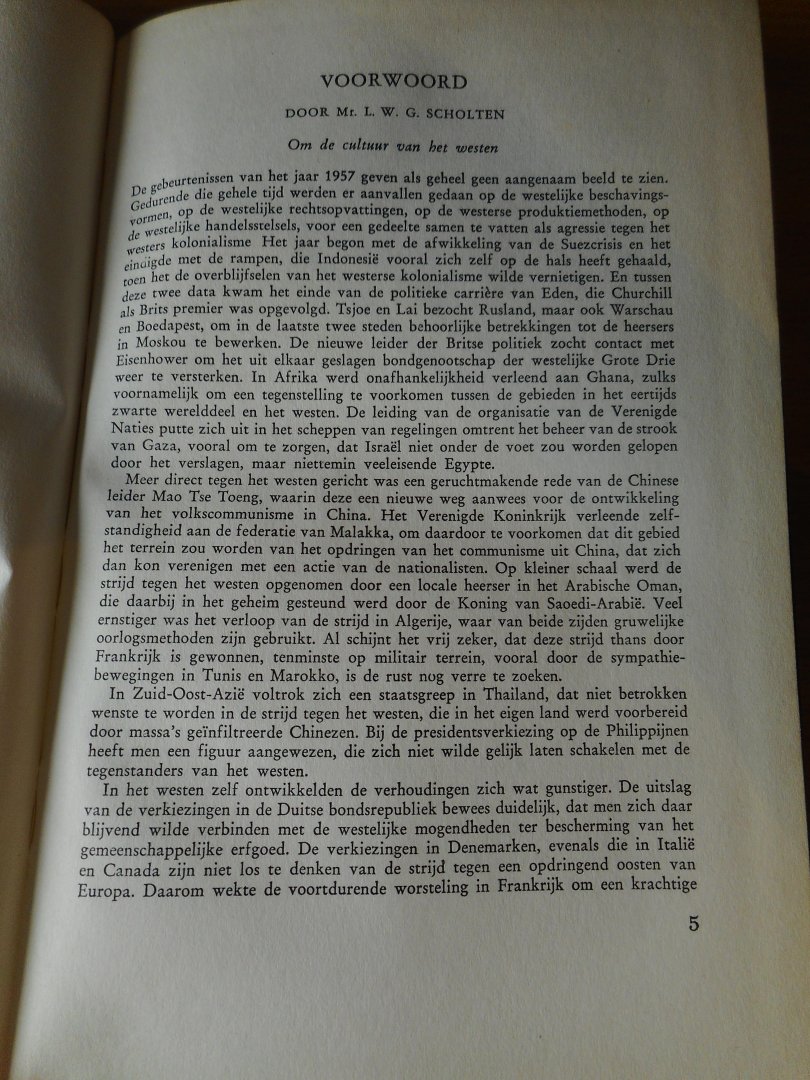 VOORWOORD
DOOR Mr. L. W. G. SCHOLTEN
Om de cultuur van het westen
De gebeurtenissen van het jaar 1957 geven als geheel geen aangenaam beeld te zien.
Gedurende die gehele tijd werden er aanvallen gedaan op de westelijke beschavings-
vormen, op de westelijke rechtsopvattingen, op de westerse produktiemethoden, op
de westelijke handelsstelsels, voor een gedeelte samen te vatten als agressie tegen het
westers kolonialisme Het jaar begon met de afwikkeling van de Suezcrisis en het
eindigde met de rampen, die Indonesië vooral zich zelf op de hals heeft gehaald,
toen het de overblijfselen van het westerse kolonialisme wilde vernietigen. En tussen
deze twee data kwam het einde van de politieke carrière van Eden, die Churchill
als Brits premier was opgevolgd. Tsjoe en Lai bezocht Rusland, maar ook Warschau
en Boedapest, om in de laatste twee steden behoorlijke betrekkingen tot de heersers
in Moskou te bewerken. De nieuwe leider der Britse politiek zocht contact met
Eisenhower om het uit elkaar geslagen bondgenootschap der westelijke Grote Drie
weer te versterken. In Afrika werd onafhankelijkheid verleend aan Ghana, zulks
voornamelijk om een tegenstelling te voorkomen tussen de gebieden in het eertijds
zwarte werelddeel en het westen. De leiding van de organisatie van de Verenigde
Naties putte zich uit in het scheppen van regelingen omtrent het beheer van de strook
van Gaza, vooral om te zorgen, dat Israël niet onder de voet zou worden gelopen
door het verslagen, maar niettemin veeleisende Egypte.
Meer direct tegen het westen gericht was een geruchtmakende rede van de Chinese
leider Mao Tse Toeng, waarin deze een nieuwe weg aanwees voor de ontwikkeling
van het volkscommunisme in China. Het Verenigde Koninkrijk verleende zelf-
standigheid aan de federatie van Malakka, om daardoor te voorkomen dat dit gebied
het terrein zou worden van het opdringen van het communisme uit China, dat zich
dan kon verenigen met een actie van de nationalisten. Op kleiner schaal werd de
strijd tegen het westen opgenomen door een locale heerser in het Arabische Oman,
die daarbij in het geheim gesteund werd door de Koning van Saoedi-Arabië. Veel
ernstiger was het verloop van de strijd in Algerije, waar van beide zijden gruwelijke
oorlogsmethoden zijn gebruikt. Al schijnt het vrij zeker, dat deze strijd thans door
Frankrijk is gewonnen, tenminste op militair terrein, vooral door de sympathie-
bewegingen in Tunis en Marokko, is de rust nog verre te zoeken.
In Zuid-Oost-Azië voltrok zich een staatsgreep in Thailand, dat niet betrokken
wenste te worden in de strijd tegen het westen, die in het eigen land werd voorbereid
door massa's geïnfiltreerde Chinezen. Bij de presidentsverkiezing op de Philippijnen
heeft men een figuur aangewezen, die zich niet wilde gelijk laten schakelen met de
tegenstanders van het westen.
In het westen zelf ontwikkelden de verhoudingen zich wat gunstiger. De uitslag
van de verkiezingen in de Duitse bondsrepubliek bewees duidelijk, dat men zich daar
blijvend wilde verbinden met de westelijke mogendheden ter bescherming van het
gemeenschappelijke erfgoed. De verkiezingen in Denemarken, evenals die in Italië
en Canada zijn niet los te denken van de strijd tegen een opdringend oosten van
Europa. Daarom wekte de voortdurende worsteling in Frankrijk om een krachtige
5